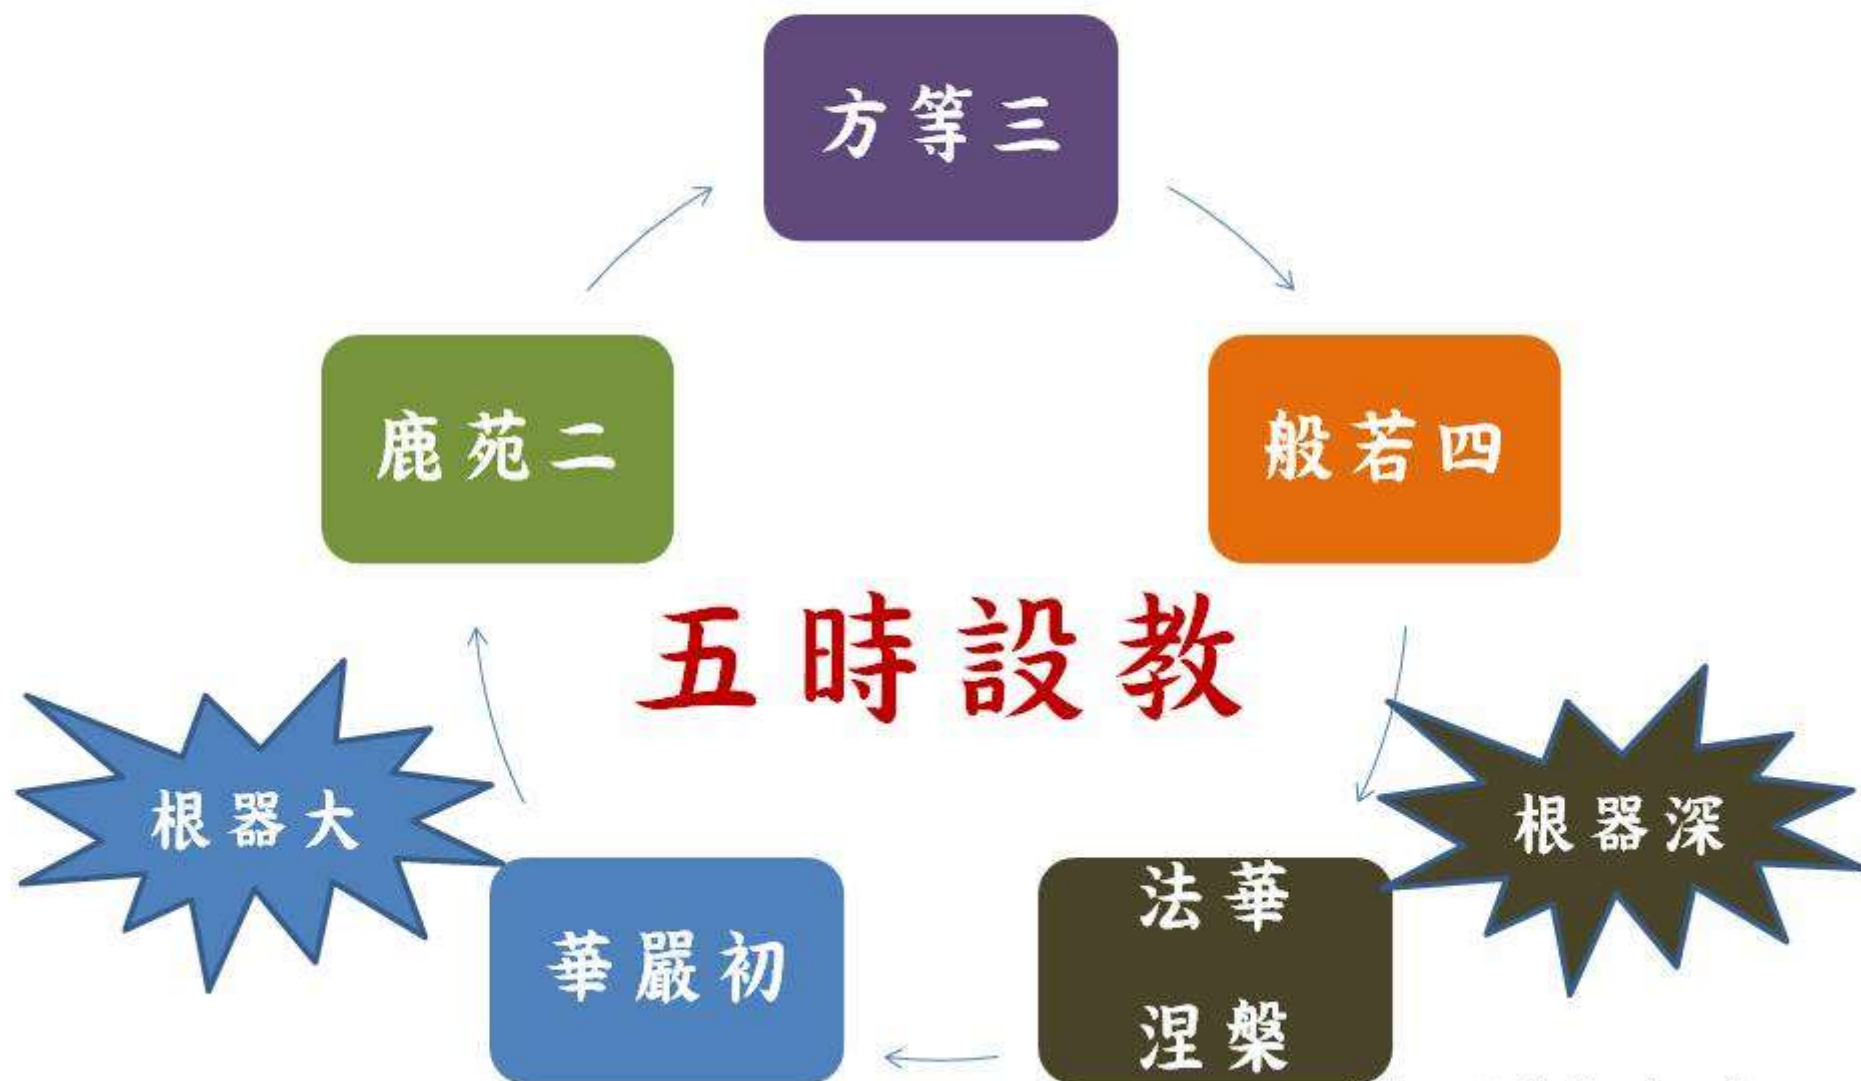 方等三
鹿苑二
般若四
五時設教
根器大
根器深
華嚴初
法華
涅槃